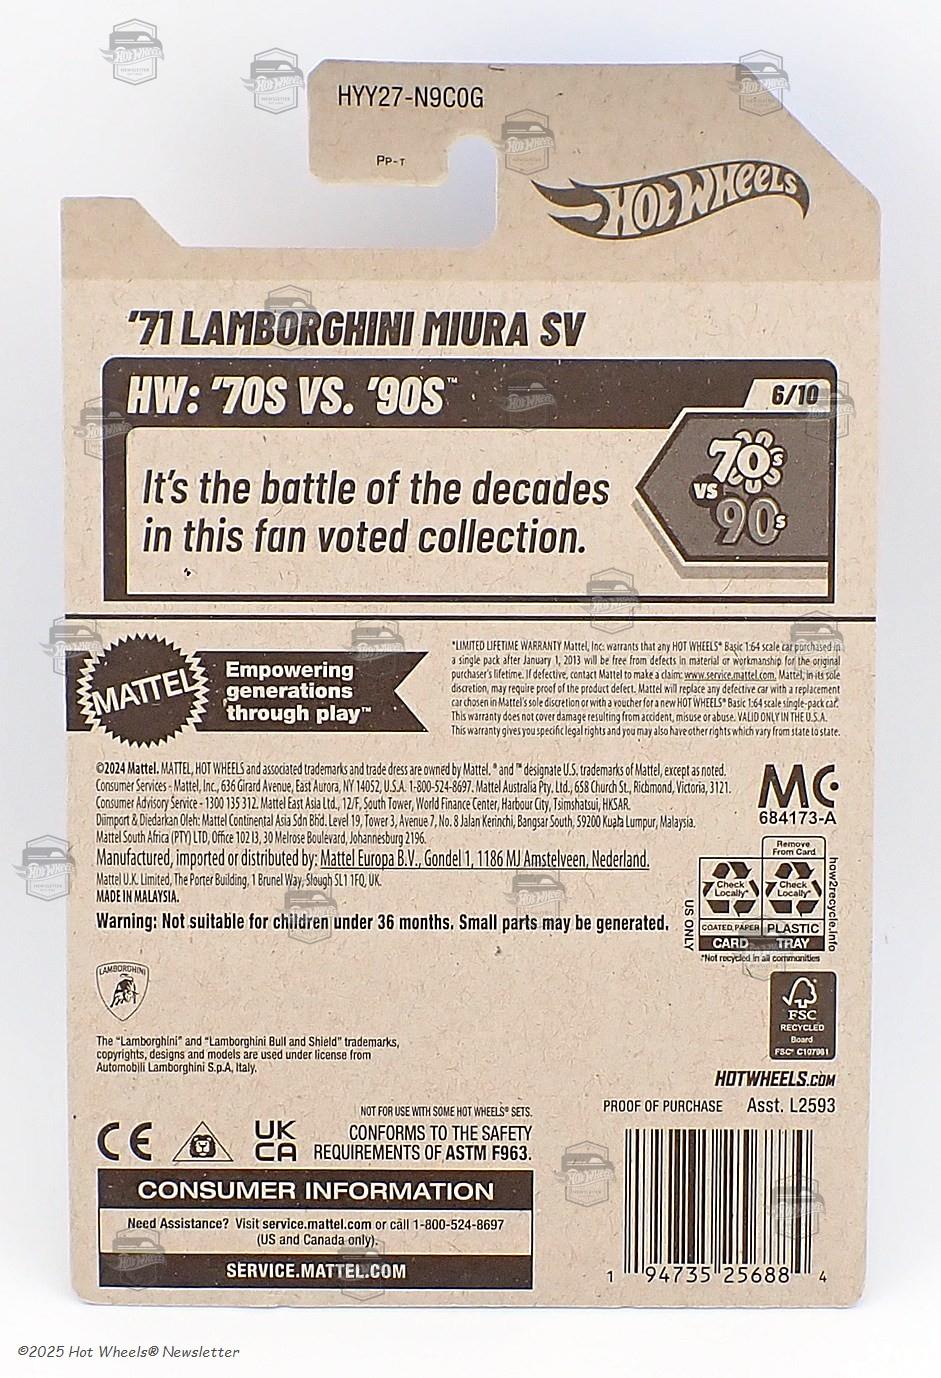 HYY27-N9C0G
PP-T
HOT WHEELS
'71 LAMBORGHINI MIURA SV
HW: '70S VS. '90S™
6/10
It's the battle of the decades
in this fan voted collection.
70s
VS
90s
MATTEL
Empowering
generations
through play™
*LIMITED LIFETIME WARRANTY Mattel, Inc. warrants that any HOT WHEELS® Basic 1:64 scale car purchased in
a single pack after January 1, 2013 will be free from defects in material or workmanship for the original
purchaser's lifetime. If defective, contact Mattel to make a claim: www.service.mattel.com. Mattel, in its sole
discretion, may require proof of the product defect. Mattel will replace any defective car with a replacement
car chosen in Mattel's sole discretion or with a voucher for a new HOT WHEELS® Basic 1:64 scale single-pack car.
This warranty does not cover damage resulting from accident, misuse or abuse. VALID ONLY IN THE U.S.A.
This warranty gives you specific legal rights and you may also have other rights which vary from state to state.
©2024 Mattel. MATTEL, HOT WHEELS and associated trademarks and trade dress are owned by Mattel. ® and ™ designate U.S. trademarks of Mattel, except as noted.
Consumer Services - Mattel, Inc., 636 Girard Avenue, East Aurora, NY 14052, U.S.A. 1-800-524-8697. Mattel Australia Pty. Ltd., 658 Church St., Richmond, Victoria, 3121.
Consumer Advisory Service - 1300 135 312. Mattel East Asia Ltd., 12/F, South Tower, World Finance Center, Harbour City, Tsimshatsui, HK SAR.
Diimport & Diedarkan Oleh: Mattel Continental Asia Sdn Bhd. Level 19, Tower 3, Avenue 7, No. 8 Jalan Kerinchi, Bangsar South, 59200 Kuala Lumpur, Malaysia.
Mattel South Africa (PTY) LTD, Office 102 I3, 30 Melrose Boulevard, Johannesburg 2196.
Manufactured, imported or distributed by: Mattel Europa B.V., Gondel 1, 1186 MJ Amstelveen, Nederland.
Mattel U.K. Limited, The Porter Building, 1 Brunel Way, Slough SL1 1FQ, UK.
MADE IN MALAYSIA.
Warning: Not suitable for children under 36 months. Small parts may be generated.
MC
684173-A
Remove
From Card
Check
Locally*
Check
Locally*
COATED PAPER
PLASTIC
CARD
TRAY
US ONLY
how2recycle.info
*Not recycled in all communities
LAMBORGHINI
The "Lamborghini" and "Lamborghini Bull and Shield" trademarks,
copyrights, designs and models are used under license from
Automobili Lamborghini S.p.A, Italy.
FSC
RECYCLED
Board
FSC® C107981
HOTWHEELS.COM
PROOF OF PURCHASE Asst. L2593
NOT FOR USE WITH SOME HOT WHEELS® SETS.
CONFORMS TO THE SAFETY
REQUIREMENTS OF ASTM F963.
CE
UK
CA
CONSUMER INFORMATION
Need Assistance? Visit service.mattel.com or call 1-800-524-8697
(US and Canada only).
SERVICE.MATTEL.COM
1 94735 25688 4
©2025 Hot Wheels® Newsletter